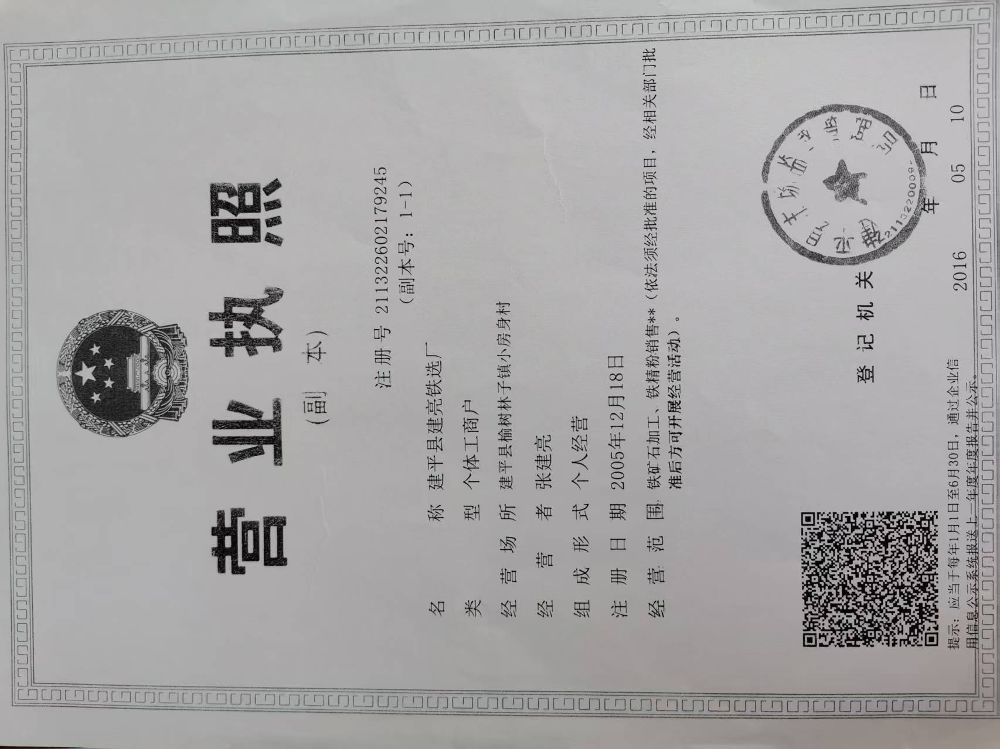 营业执照
（副 本）
注册号 211322602179245
（副本号：1-1）
名 称 建平县建亮铁选厂
类 型 个体工商户
经营场所 建平县榆树林子镇小房身村
经营者 张建亮
组成形式 个人经营
注册日期 2005年12月18日
经营范围 铁矿石加工、铁精粉销售**（依法须经批准的项目，经相关部门批
准后方可开展经营活动）。
登记机关
年 月 日
2016 05 10
提示：应当于每年1月1日至6月30日，通过企业信
用信息公示系统报送上一年度年度报告并公示。